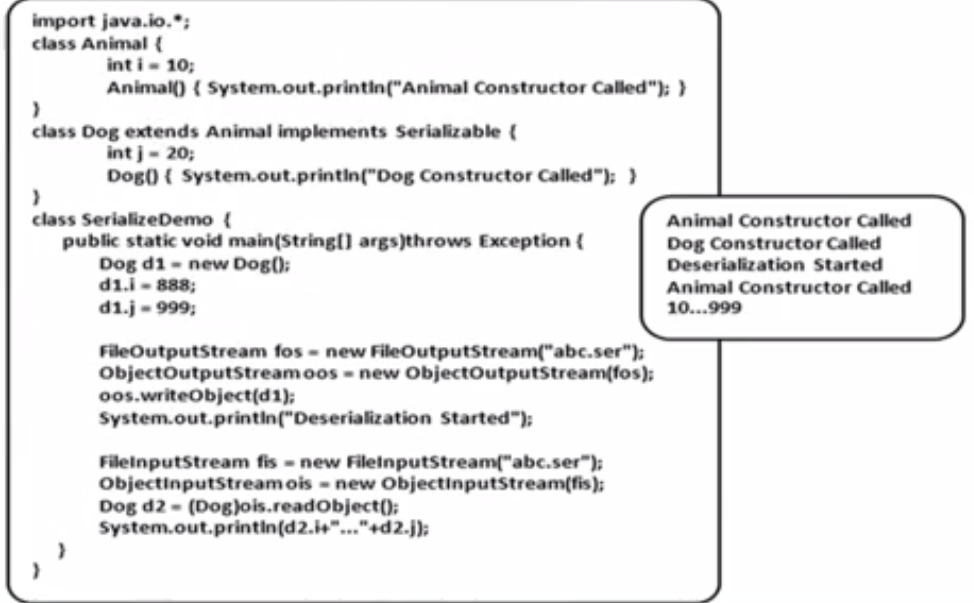 import java.io.*;
class Animal {
int i = 10;
Animal() { System.out.println("Animal Constructor Called"); }
}
class Dog extends Animal implements Serializable {
int j = 20;
Dog() { System.out.println("Dog Constructor Called"); }
}
class SerializeDemo {
public static void main(String[] args)throws Exception {
Dog d1 = new Dog();
d1.i = 888;
d1.j = 999;
FileOutputStream fos = new FileOutputStream("abc.ser");
ObjectOutputStream oos = new ObjectOutputStream(fos);
oos.writeObject(d1);
System.out.println("Deserialization Started");
FileInputStream fis = new FileInputStream("abc.ser");
ObjectInputStream ois = new ObjectInputStream(fis);
Dog d2 = (Dog)ois.readObject();
System.out.println(d2.i+"..."+d2.j);
}
}
Animal Constructor Called
Dog Constructor Called
Deserialization Started
Animal Constructor Called
10...999